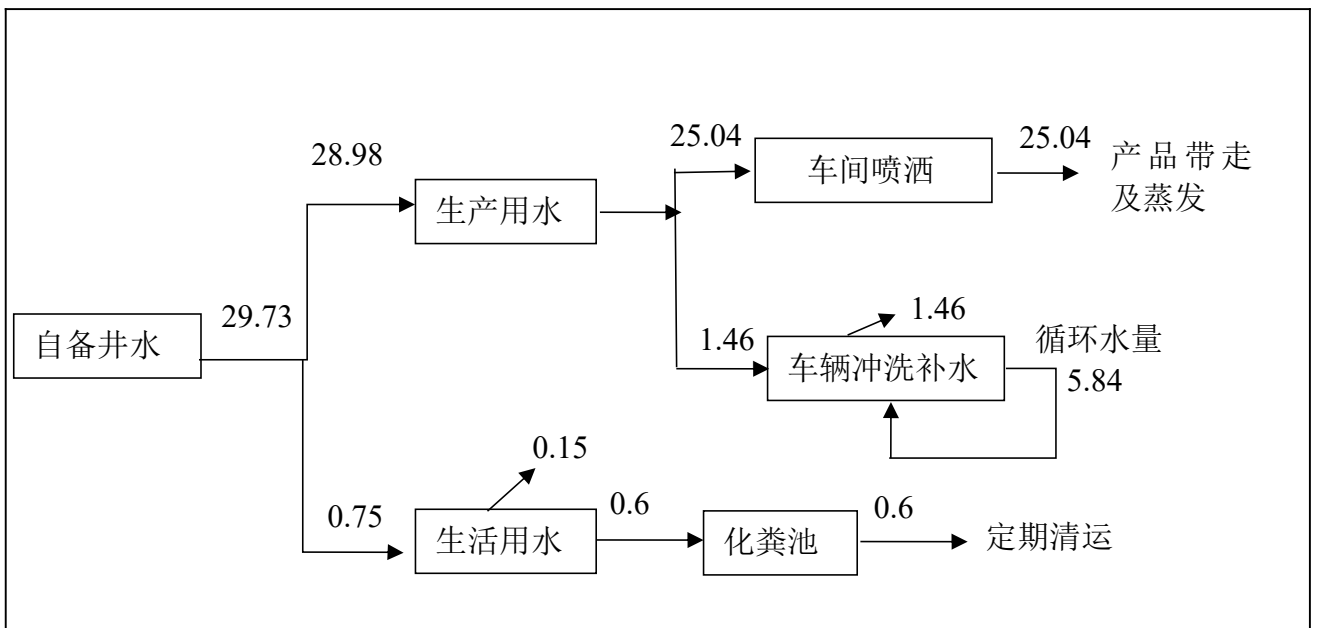 28.98
生产用水
25.04
车间喷洒
25.04
产品带走
及蒸发
自备井水
29.73
1.46
车辆冲洗补水
1.46
循环水量
5.84
0.75
生活用水
0.15
0.6
化粪池
0.6
定期清运